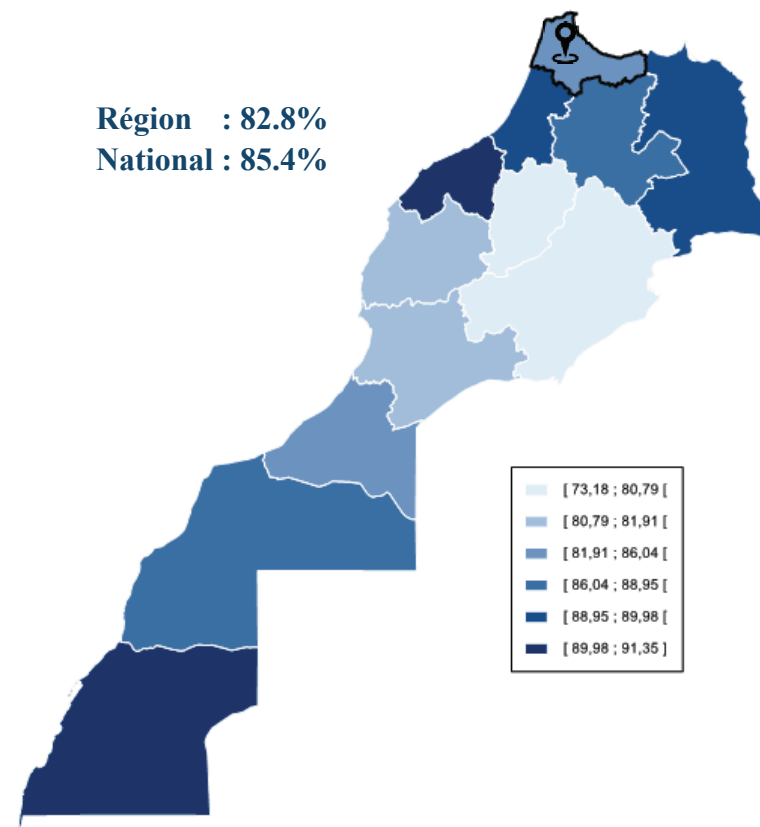 Région : 82.8%
National : 85.4%
[ 73,18 ; 80,79 [
[ 80,79 ; 81,91 [
[ 81,91 ; 86,04 [
[ 86,04 ; 88,95 [
[ 88,95 ; 89,98 [
[ 89,98 ; 91,35 ]